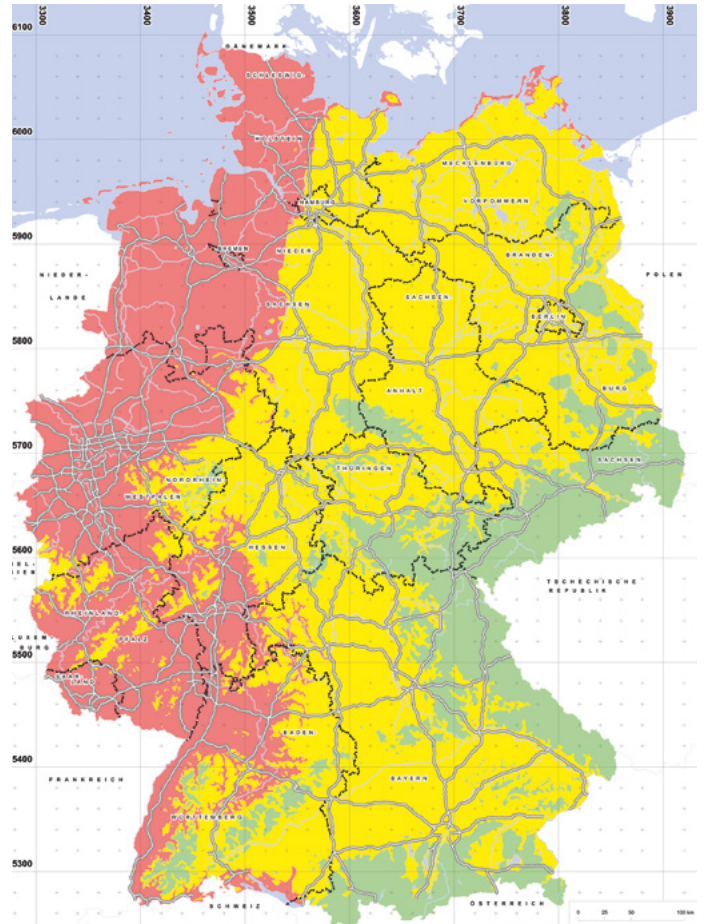 3300 3400 3500 3600 3700 3800 3900
6100
DÄNEMARK
SCHLESWIG-
6000
HOLSTEIN
MECKLENBURG
VORPOMMERN
HAMBURG
5900
BREMEN
NIEDER-
BRANDEN-
NIEDER-
LANDE
POLEN
SACHSEN
SACHSEN-
BERLIN
5800
ANHALT
BURG
5700
NORDRHEIN
THÜRINGEN
SACHSEN
WESTFALEN
HESSEN
5600
TSCHECHISCHE
REPUBLIK
RHEINLAND-
PFALZ
LUXEM-
BURG
5500
SAAR-
LAND
BADEN-
5400
FRANKREICH
BAYERN
WÜRTTEMBERG
5300
SCHWEIZ
ÖSTERREICH
0 25 50 100 km